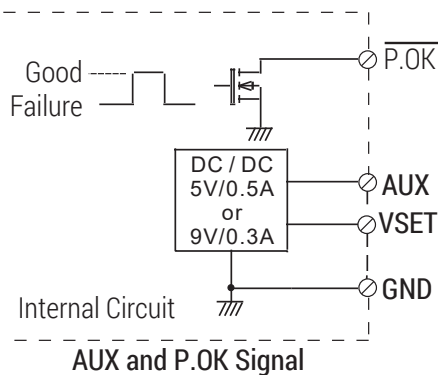 P.OK
Good
Failure
DC / DC
5V/0.5A
or
9V/0.3A
AUX
VSET
GND
Internal Circuit
AUX and P.OK Signal